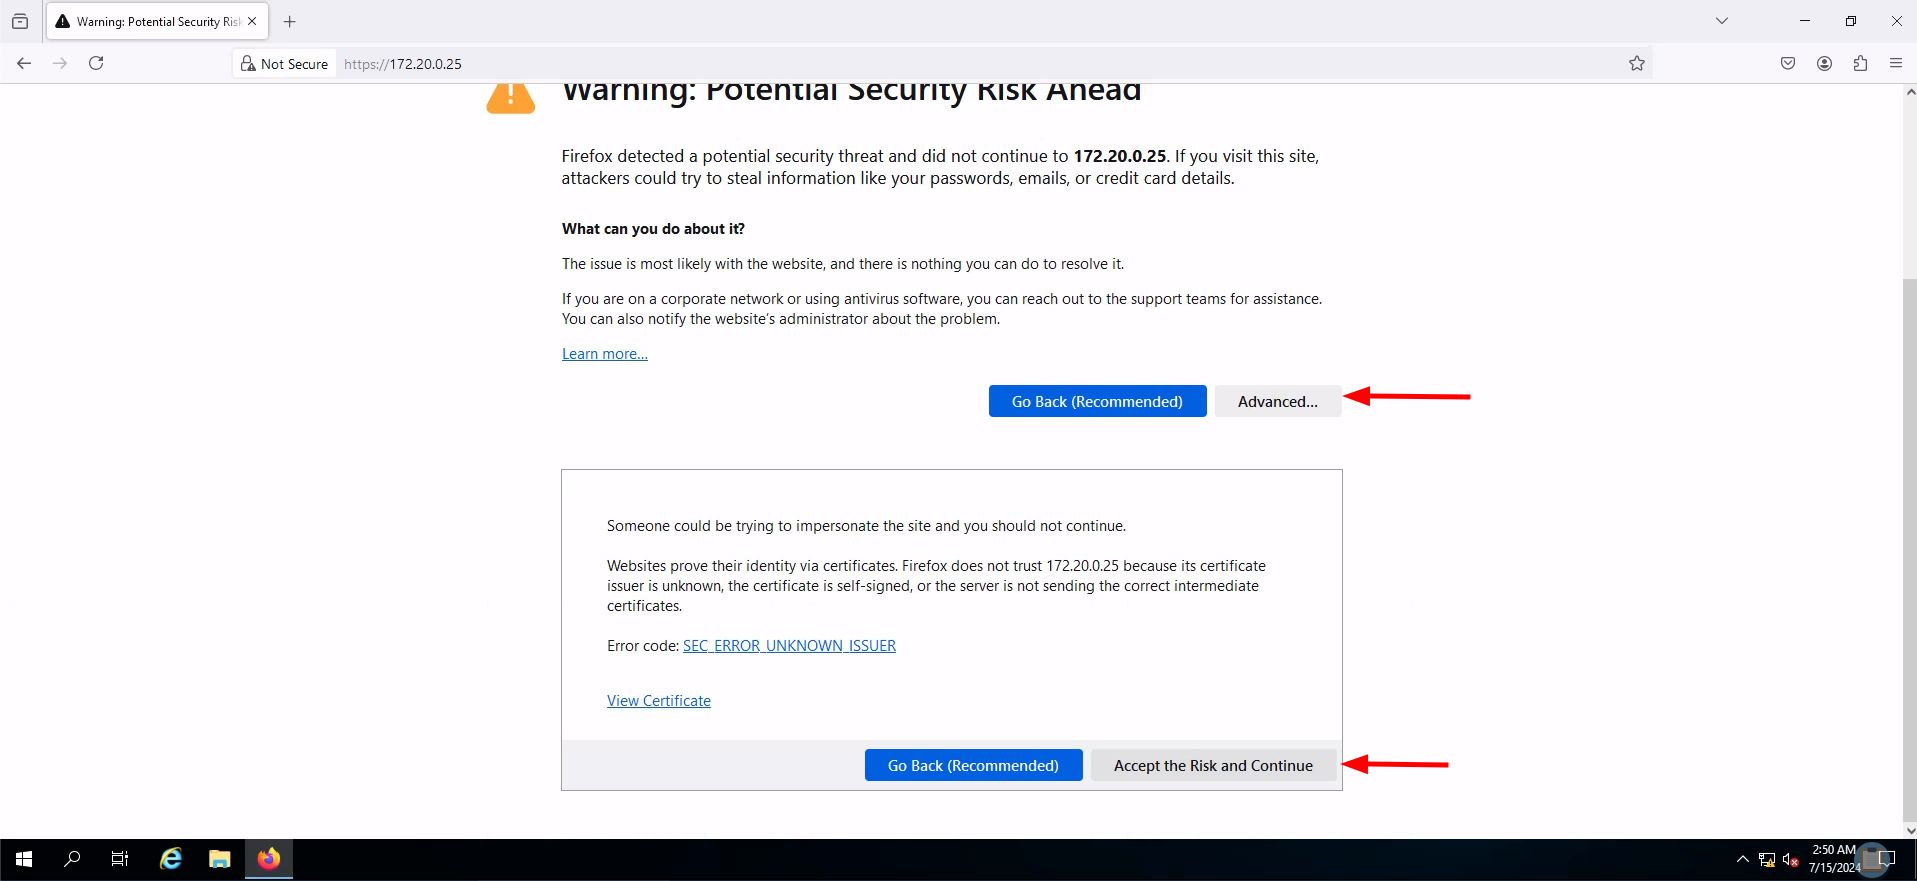 Warning: Potential Security Risk
Not Secure
https://172.20.0.25
Warning: Potential Security Risk Ahead
Firefox detected a potential security threat and did not continue to 172.20.0.25. If you visit this site,
attackers could try to steal information like your passwords, emails, or credit card details.
What can you do about it?
The issue is most likely with the website, and there is nothing you can do to resolve it.
If you are on a corporate network or using antivirus software, you can reach out to the support teams for assistance.
You can also notify the website’s administrator about the problem.
Learn more…
Go Back (Recommended)
Advanced...
Someone could be trying to impersonate the site and you should not continue.
Websites prove their identity via certificates. Firefox does not trust 172.20.0.25 because its certificate
issuer is unknown, the certificate is self-signed, or the server is not sending the correct intermediate
certificates.
Error code: SEC_ERROR_UNKNOWN_ISSUER
View Certificate
Go Back (Recommended)
Accept the Risk and Continue
2:50 AM
7/15/2024